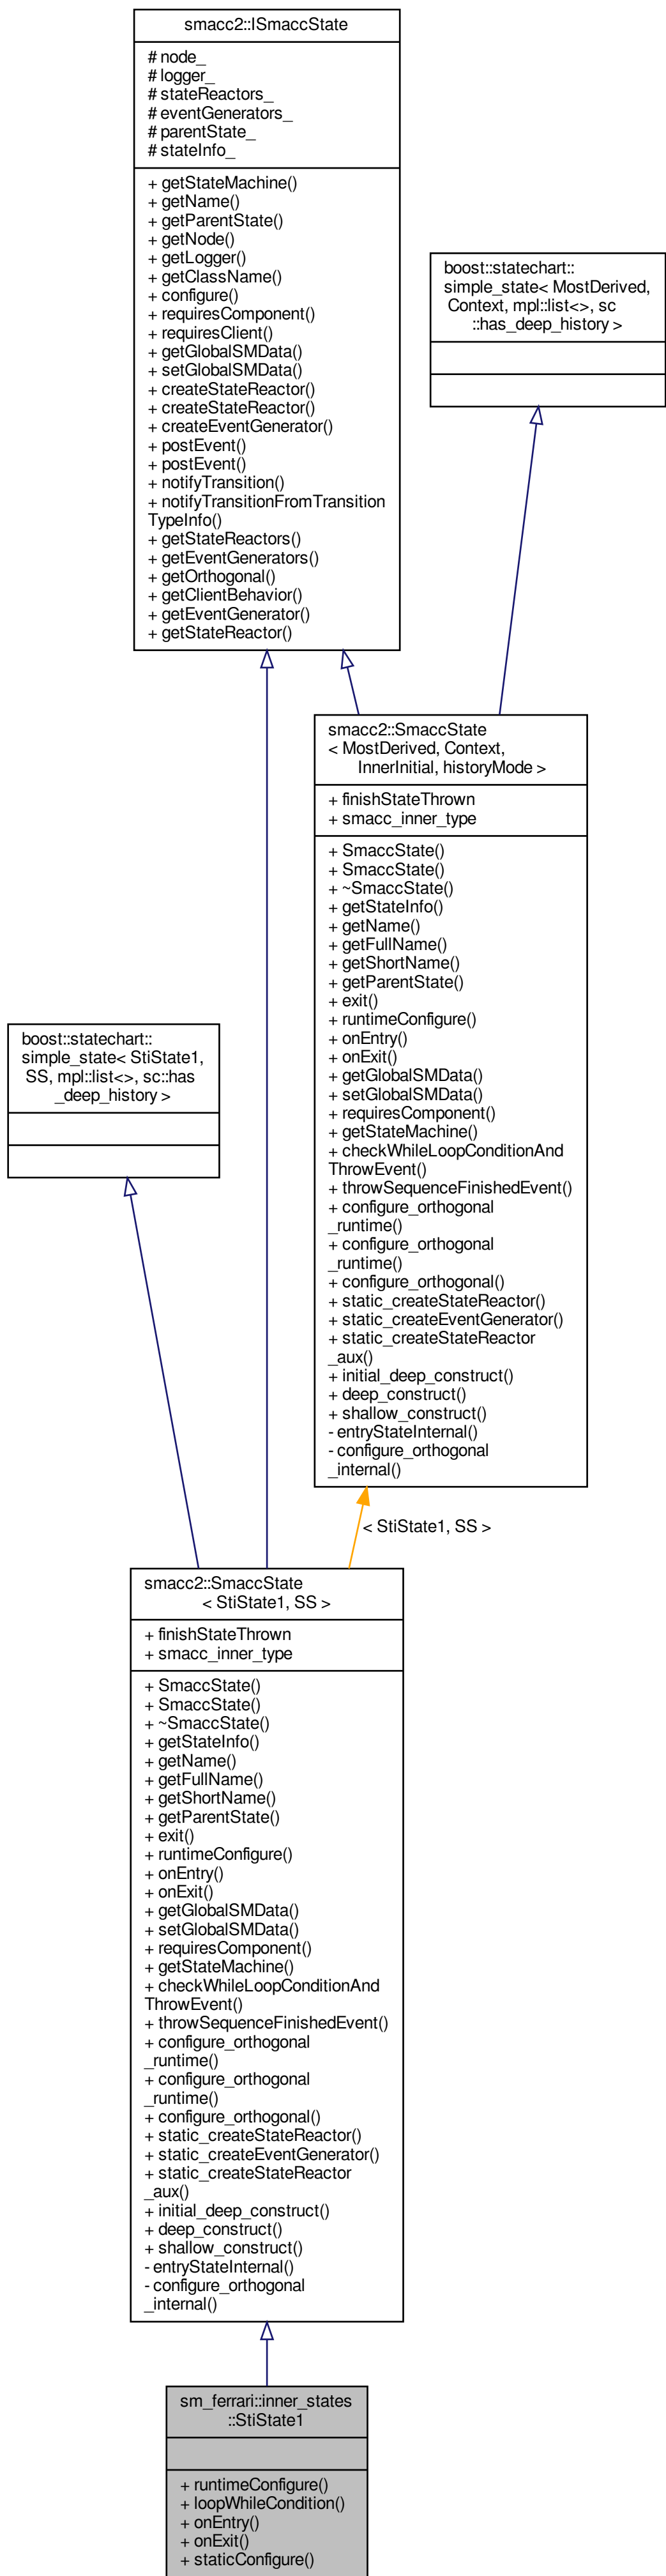 smacc2::ISmaccState
# node_
# logger_
# stateReactors_
# eventGenerators_
# parentState_
# stateInfo_
+ getStateMachine()
+ getName()
+ getParentState()
+ getNode()
+ getLogger()
+ getClassName()
+ configure()
+ requiresComponent()
+ requiresClient()
+ getGlobalSMData()
+ setGlobalSMData()
+ createStateReactor()
+ createStateReactor()
+ createEventGenerator()
+ postEvent()
+ postEvent()
+ notifyTransition()
+ notifyTransitionFromTransition
TypeInfo()
+ getStateReactors()
+ getEventGenerators()
+ getOrthogonal()
+ getClientBehavior()
+ getEventGenerator()
+ getStateReactor()
boost::statechart::
simple_state< MostDerived,
Context, mpl::list<>, sc
::has_deep_history >
smacc2::SmaccState
< MostDerived, Context,
InnerInitial, historyMode >
+ finishStateThrown
+ smacc_inner_type
+ SmaccState()
+ SmaccState()
+ ~SmaccState()
+ getStateInfo()
+ getName()
+ getFullName()
+ getShortName()
+ getParentState()
+ exit()
+ runtimeConfigure()
+ onEntry()
+ onExit()
+ getGlobalSMData()
+ setGlobalSMData()
+ requiresComponent()
+ getStateMachine()
+ checkWhileLoopConditionAnd
ThrowEvent()
+ throwSequenceFinishedEvent()
+ configure_orthogonal
_runtime()
+ configure_orthogonal
_runtime()
+ configure_orthogonal()
+ static_createStateReactor()
+ static_createEventGenerator()
+ static_createStateReactor
_aux()
+ initial_deep_construct()
+ deep_construct()
+ shallow_construct()
- entryStateInternal()
- configure_orthogonal
_internal()
boost::statechart::
simple_state< StiState1,
SS, mpl::list<>, sc::has
_deep_history >
< StiState1, SS >
smacc2::SmaccState
< StiState1, SS >
+ finishStateThrown
+ smacc_inner_type
+ SmaccState()
+ SmaccState()
+ ~SmaccState()
+ getStateInfo()
+ getName()
+ getFullName()
+ getShortName()
+ getParentState()
+ exit()
+ runtimeConfigure()
+ onEntry()
+ onExit()
+ getGlobalSMData()
+ setGlobalSMData()
+ requiresComponent()
+ getStateMachine()
+ checkWhileLoopConditionAnd
ThrowEvent()
+ throwSequenceFinishedEvent()
+ configure_orthogonal
_runtime()
+ configure_orthogonal
_runtime()
+ configure_orthogonal()
+ static_createStateReactor()
+ static_createEventGenerator()
+ static_createStateReactor
_aux()
+ initial_deep_construct()
+ deep_construct()
+ shallow_construct()
- entryStateInternal()
- configure_orthogonal
_internal()
sm_ferrari::inner_states
::StiState1
+ runtimeConfigure()
+ loopWhileCondition()
+ onEntry()
+ onExit()
+ staticConfigure()